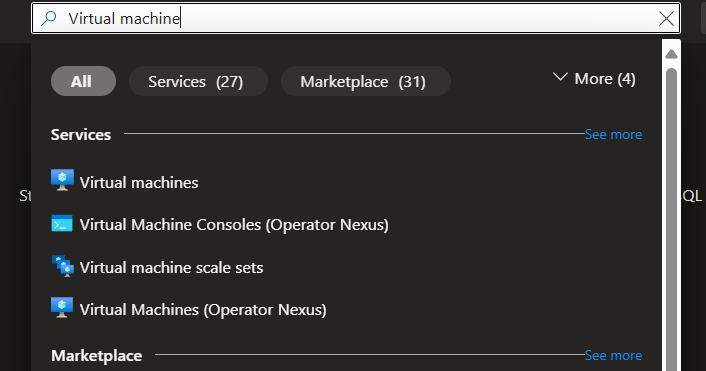 Virtual machine
All Services (27) Marketplace (31) More (4)
Services See more
Virtual machines
St QL
Virtual Machine Consoles (Operator Nexus)
Virtual machine scale sets
Virtual Machines (Operator Nexus)
Marketplace See more